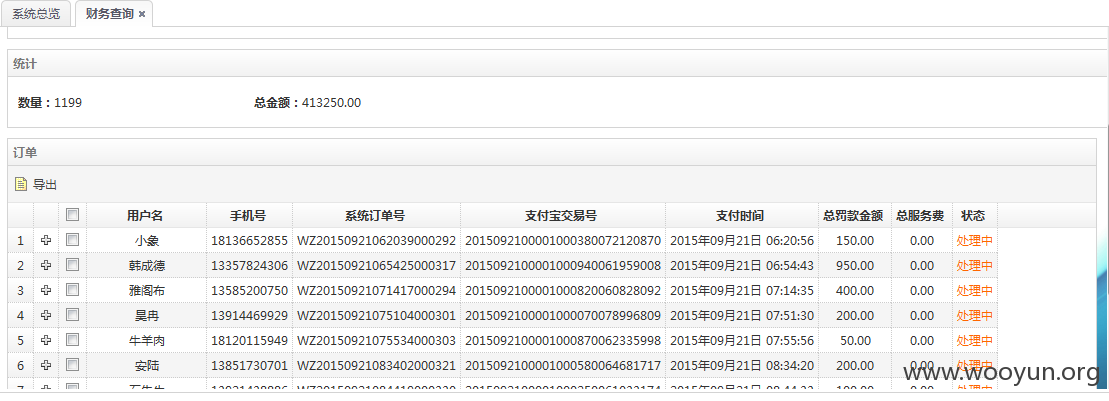 系统总览 财务查询
统计
数量：1199 总金额：413250.00
订单
导出
用户名 手机号 系统订单号 支付宝交易号 支付时间 总罚款金额 总服务费 状态
1 小象 18136652855 WZ20150921062039000292 2015092100001000380072120870 2015年09月21日 06:20:56 150.00 0.00 处理中
2 韩成德 13357824306 WZ20150921065425000317 2015092100001000940061959008 2015年09月21日 06:54:43 950.00 0.00 处理中
3 雅阁布 13585200750 WZ20150921071417000294 2015092100001000820060828092 2015年09月21日 07:14:35 400.00 0.00 处理中
4 昊冉 13914469929 WZ20150921075104000301 2015092100001000070078996809 2015年09月21日 07:51:30 200.00 0.00 处理中
5 牛羊肉 18120115949 WZ20150921075534000303 2015092100001000870062335998 2015年09月21日 07:55:56 50.00 0.00 处理中
6 安陆 13851730701 WZ20150921083402000321 2015092100001000580064681717 2015年09月21日 08:34:20 200.00 0.00 处理中
www.wooyun.org